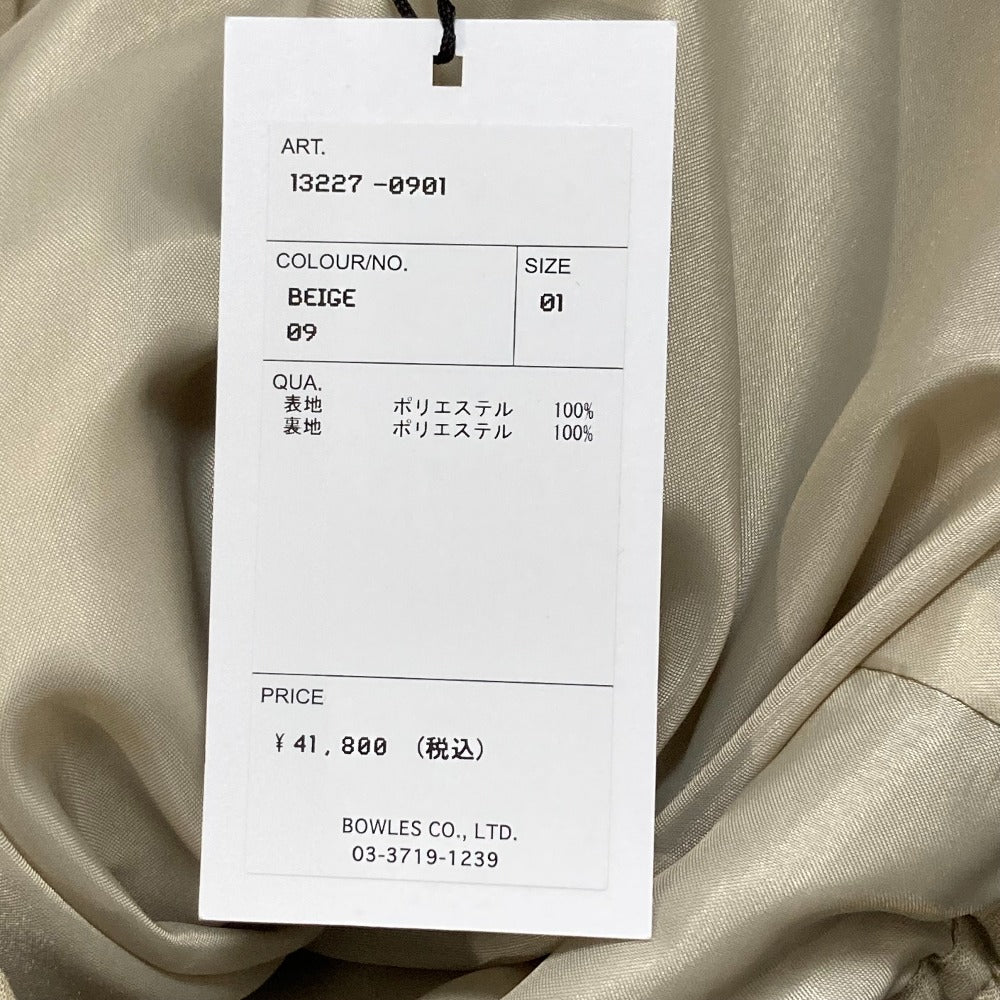 ART.
13227 -0901
COLOUR/NO.
BEIGE
09
SIZE
01
QUA.
表地 ポリエステル 100%
裏地 ポリエステル 100%
PRICE
¥ 41,800 (税込)
BOWLES CO., LTD.
03-3719-1239